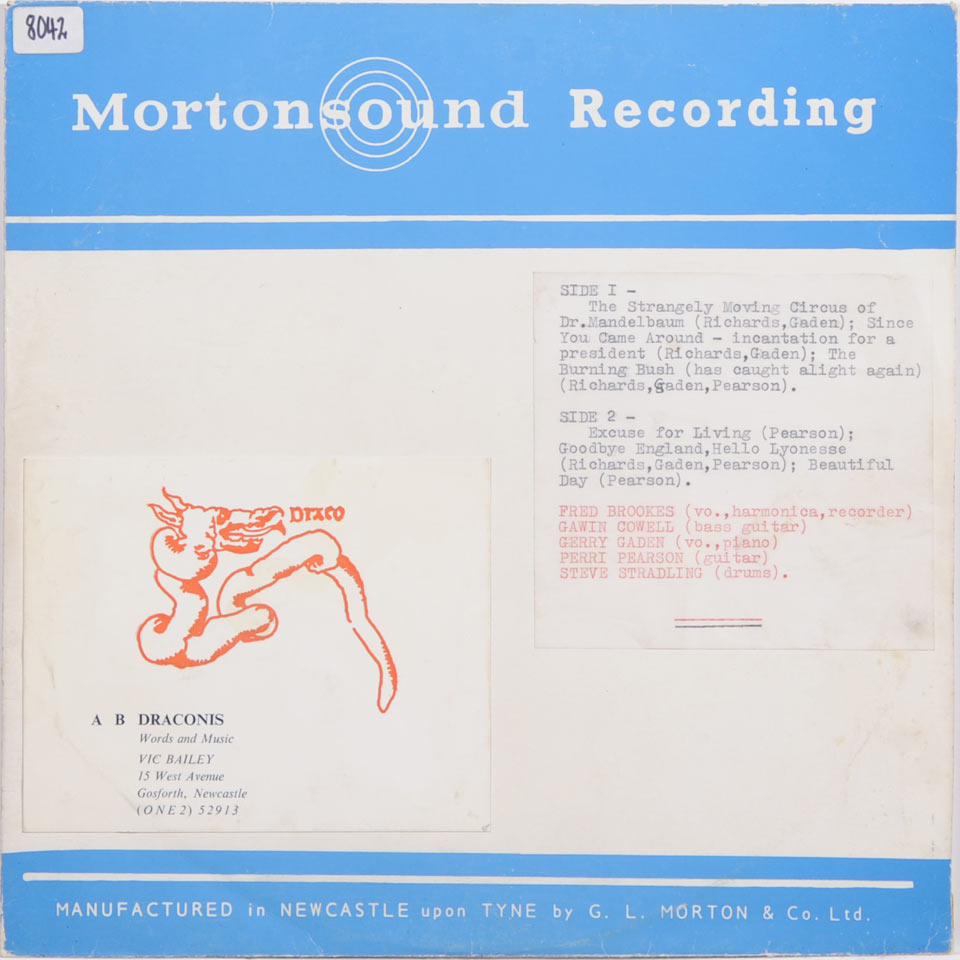 8042
Mortonsound Recording
SIDE I -
The Strangely Moving Circus of
Dr.Mandelbaum (Richards,Gaden); Since
You Came Around - incantation for a
president (Richards,Gaden); The
Burning Bush (has caught alight again)
(Richards,Gaden,Pearson).
SIDE 2 -
Excuse for Living (Pearson);
Goodbye England,Hello Lyonesse
(Richards,Gaden,Pearson); Beautiful
Day (Pearson).
FRED BROOKES (vo.,harmonica,recorder)
GAWIN COWELL (bass guitar)
GERRY GADEN (vo.,piano)
PERRI PEARSON (guitar)
STEVE STRADLING (drums).
Draco
A B DRACONIS
Words and Music
VIC BAILEY
15 West Avenue
Gosforth, Newcastle
(ONE2) 52913
MANUFACTURED in NEWCASTLE upon TYNE by G. L. MORTON & Co. Ltd.